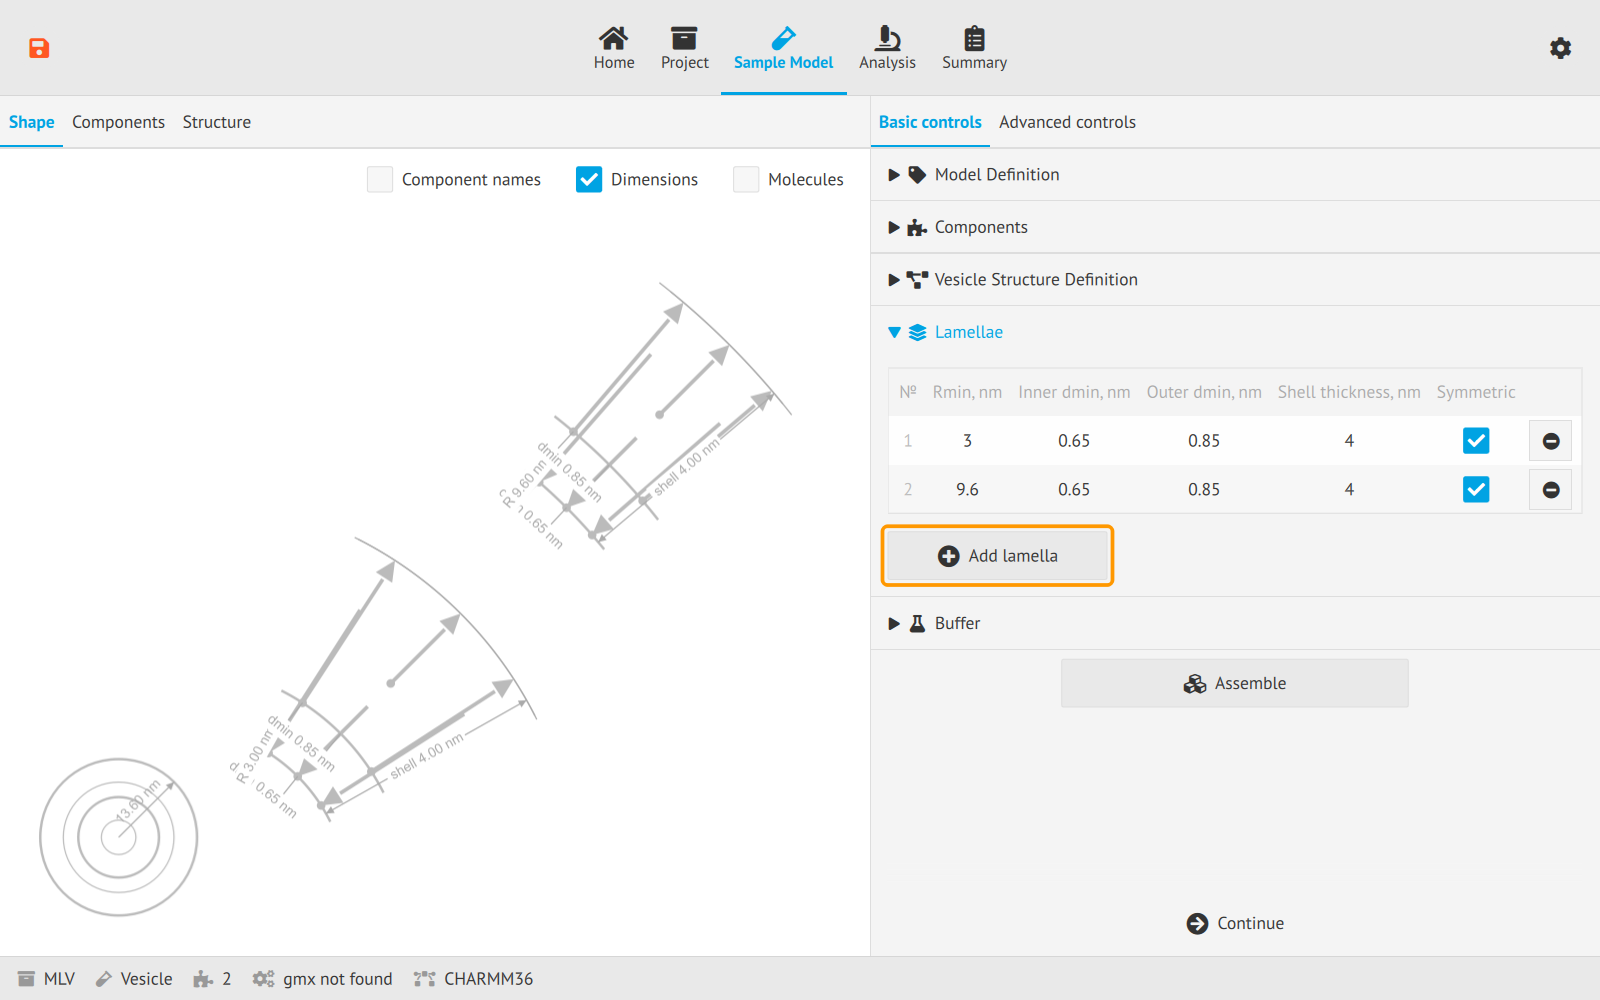 Home Project Sample Model Analysis Summary
Shape Components Structure
Basic controls Advanced controls
Component names Dimensions Molecules
Model Definition
Components
Vesicle Structure Definition
Lamellae
№ Rmin, nm Inner dmin, nm Outer dmin, nm Shell thickness, nm Symmetric
1 3 0.65 0.85 4
2 9.6 0.65 0.85 4
Add lamella
Buffer
Assemble
Continue
dmin 0.85 nm
R 9.60 nm
0.65 nm
shell 4.00 nm
dmin 0.85 nm
R 3.00 nm
0.65 nm
shell 4.00 nm
13.60 nm
MLV Vesicle 2 gmx not found CHARMM36